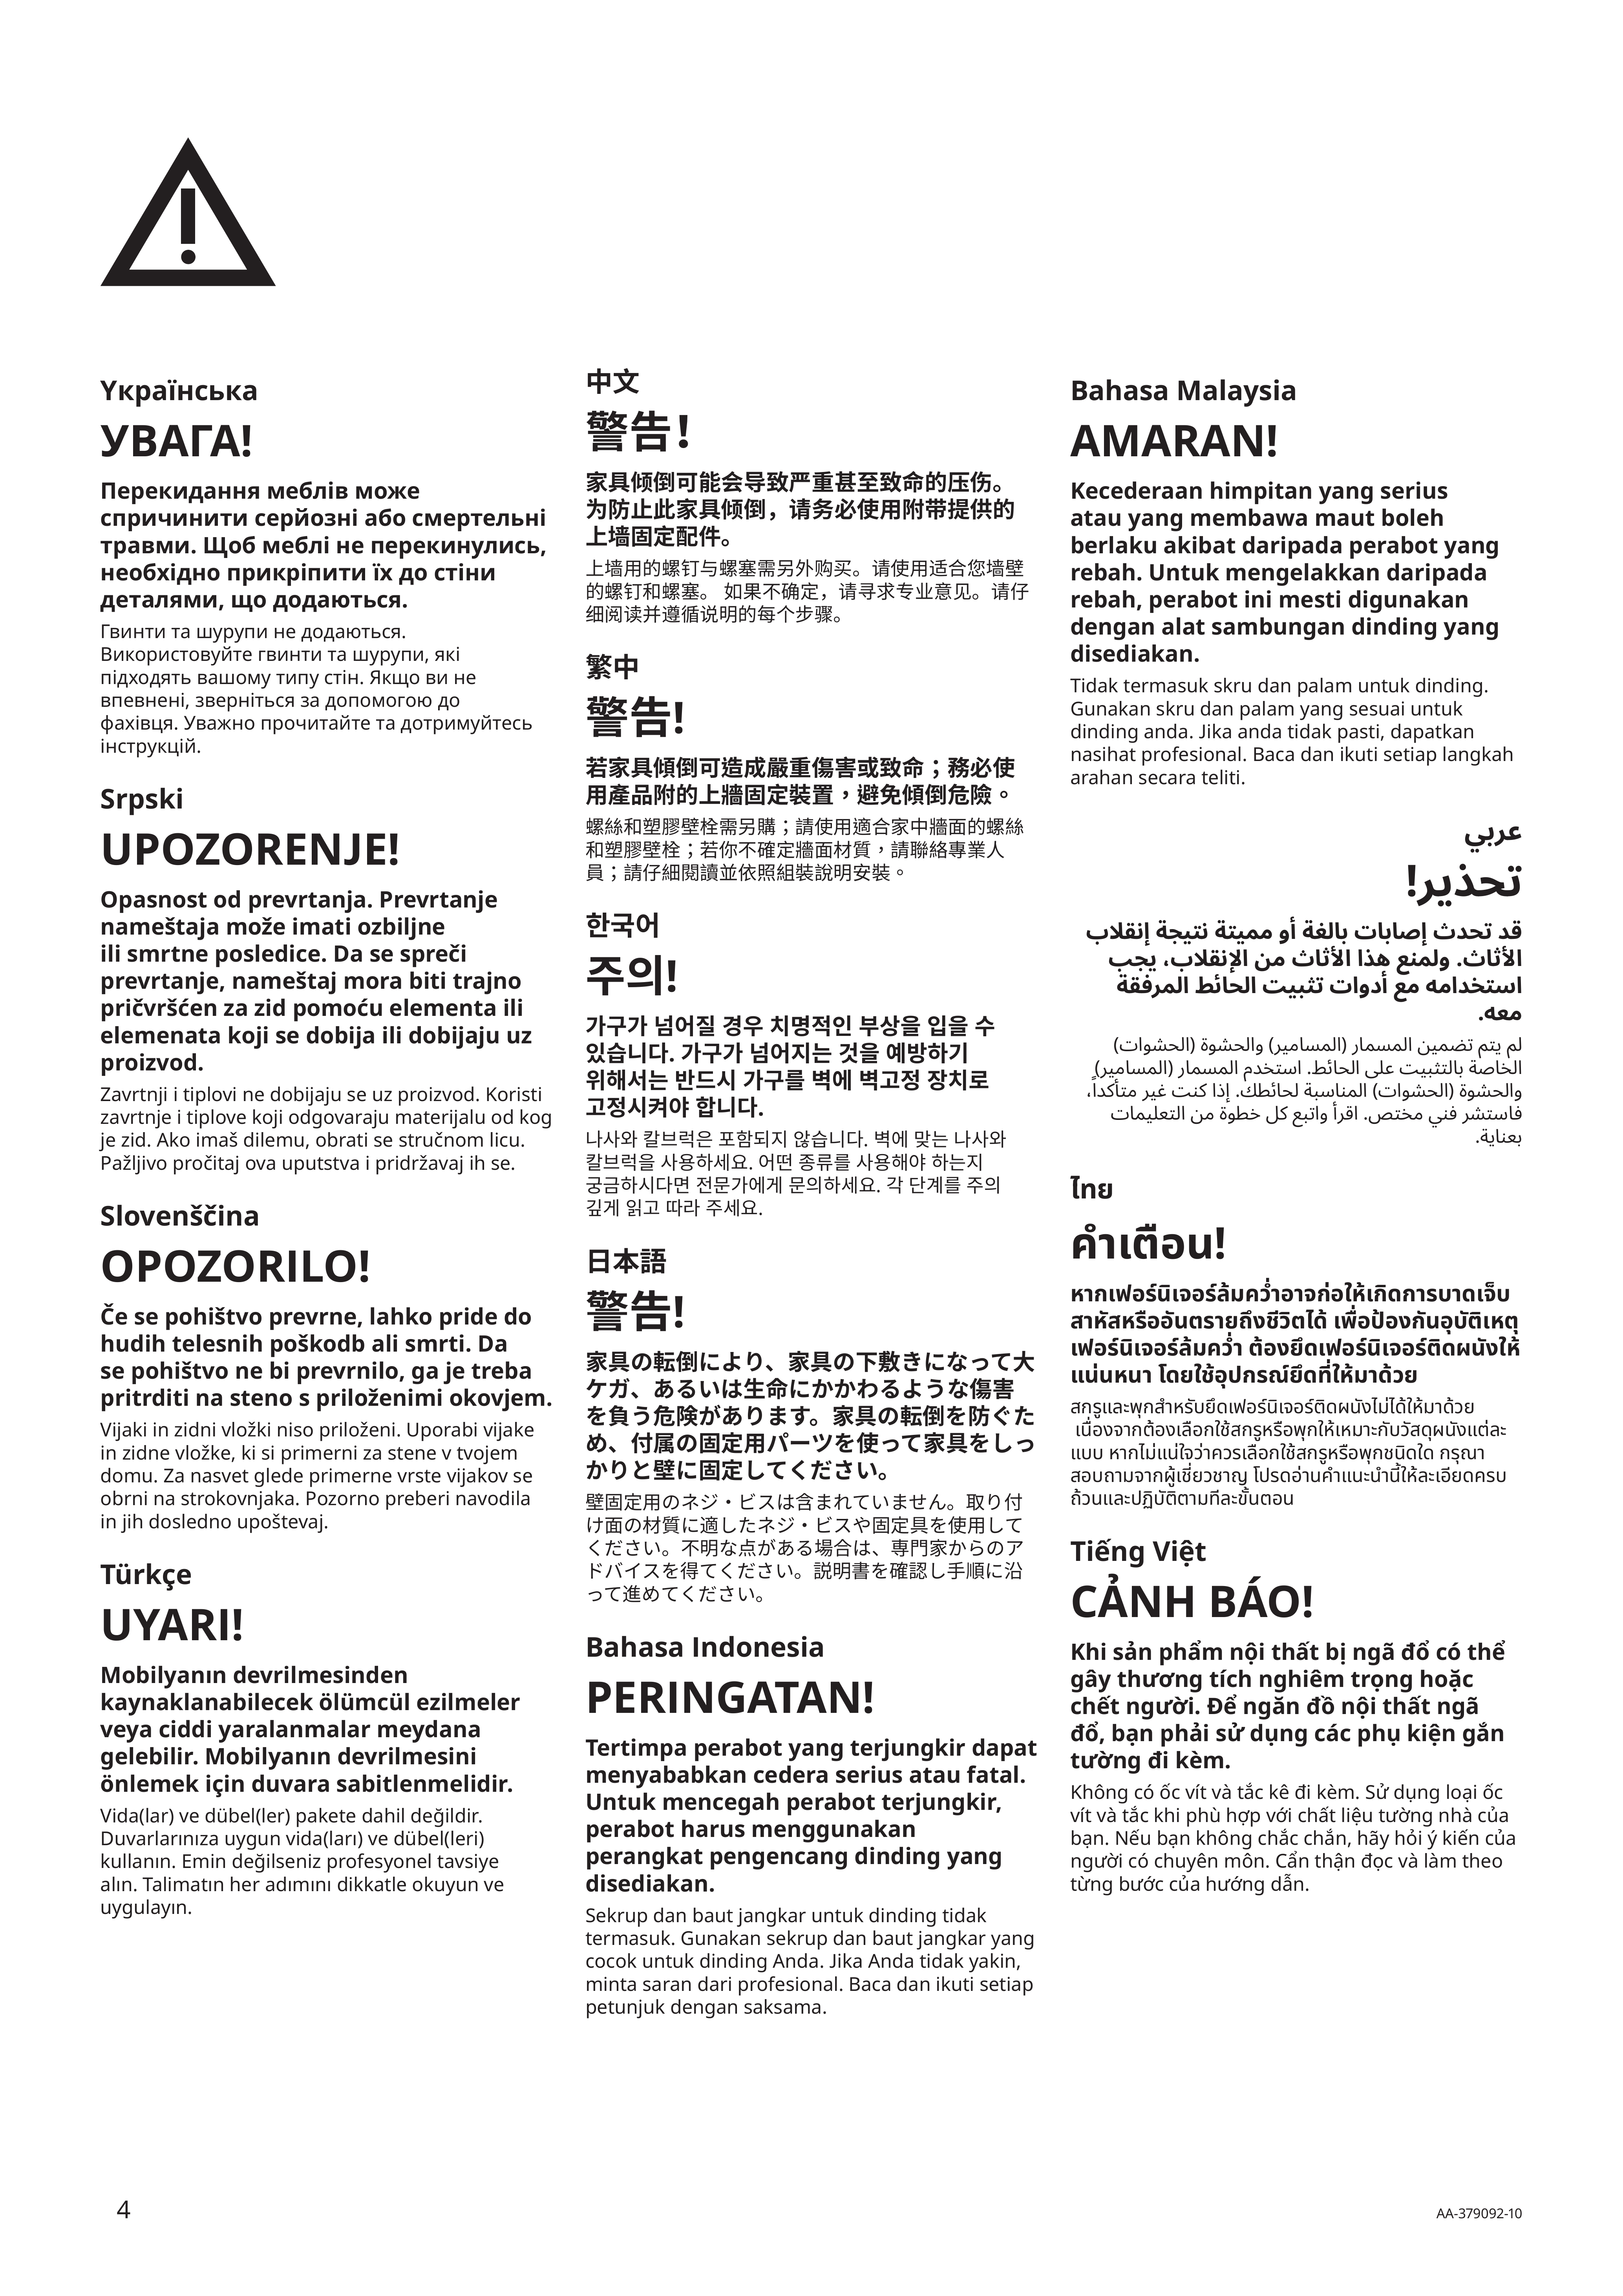 Українська
УВАГА!
Перекидання меблів може
спричинити серйозні або смертельні
травми. Щоб меблі не перекинулись,
необхідно прикріпити їх до стіни
деталями, що додаються.
Гвинти та шурупи не додаються.
Використовуйте гвинти та шурупи, які
підходять вашому типу стін. Якщо ви не
впевнені, зверніться за допомогою до
фахівця. Уважно прочитайте та дотримуйтесь
інструкцій.
Srpski
UPOZORENJE!
Opasnost od prevrtanja. Prevrtanje
nameštaja može imati ozbiljne
ili smrtne posledice. Da se spreči
prevrtanje, nameštaj mora biti trajno
pričvršćen za zid pomoću elementa ili
elemenata koji se dobija ili dobijaju uz
proizvod.
Zavrtnji i tiplovi ne dobijaju se uz proizvod. Koristi
zavrtnje i tiplove koji odgovaraju materijalu od kog
je zid. Ako imaš dilemu, obrati se stručnom licu.
Pažljivo pročitaj ova uputstva i pridržavaj ih se.
Slovenščina
OPOZORILO!
Če se pohištvo prevrne, lahko pride do
hudih telesnih poškodb ali smrti. Da
se pohištvo ne bi prevrnilo, ga je treba
pritrditi na steno s priloženimi okovjem.
Vijaki in zidni vložki niso priloženi. Uporabi vijake
in zidne vložke, ki si primerni za stene v tvojem
domu. Za nasvet glede primerne vrste vijakov se
obrni na strokovnjaka. Pozorno preberi navodila
in jih dosledno upoštevaj.
Türkçe
UYARI!
Mobilyanın devrilmesinden
kaynaklanabilecek ölümcül ezilmeler
veya ciddi yaralanmalar meydana
gelebilir. Mobilyanın devrilmesini
önlemek için duvara sabitlenmelidir.
Vida(lar) ve dübel(ler) pakete dahil değildir.
Duvarlarınıza uygun vida(ları) ve dübel(leri)
kullanın. Emin değilseniz profesyonel tavsiye
alın. Talimatın her adımını dikkatle okuyun ve
uygulayın.
中文
警告！
家具倾倒可能会导致严重甚至致命的压伤。
为防止此家具倾倒，请务必使用附带提供的
上墙固定配件。
上墙用的螺钉与螺塞需另外购买。请使用适合您墙壁
的螺钉和螺塞。 如果不确定，请寻求专业意见。请仔
细阅读并遵循说明的每个步骤。
繁中
警告!
若家具傾倒可造成嚴重傷害或致命；務必使
用產品附的上牆固定裝置，避免傾倒危險。
螺絲和塑膠壁栓需另購；請使用適合家中牆面的螺絲
和塑膠壁栓；若你不確定牆面材質，請聯絡專業人
員；請仔細閱讀並依照組裝說明安裝。
한국어
주의!
가구가 넘어질 경우 치명적인 부상을 입을 수
있습니다. 가구가 넘어지는 것을 예방하기
위해서는 반드시 가구를 벽에 벽고정 장치로
고정시켜야 합니다.
나사와 칼브럭은 포함되지 않습니다. 벽에 맞는 나사와
칼브럭을 사용하세요. 어떤 종류를 사용해야 하는지
궁금하시다면 전문가에게 문의하세요. 각 단계를 주의
깊게 읽고 따라 주세요.
日本語
警告!
家具の転倒により、家具の下敷きになって大
ケガ、あるいは生命にかかわるような傷害
を負う危険があります。家具の転倒を防ぐた
め、付属の固定用パーツを使って家具をしっ
かりと壁に固定してください。
壁固定用のネジ・ビスは含まれていません。取り付
け面の材質に適したネジ・ビスや固定具を使用して
ください。不明な点がある場合は、専門家からのア
ドバイスを得てください。説明書を確認し手順に沿
って進めてください。
Bahasa Indonesia
PERINGATAN!
Tertimpa perabot yang terjungkir dapat
menyababkan cedera serius atau fatal.
Untuk mencegah perabot terjungkir,
perabot harus menggunakan
perangkat pengencang dinding yang
disediakan.
Sekrup dan baut jangkar untuk dinding tidak
termasuk. Gunakan sekrup dan baut jangkar yang
cocok untuk dinding Anda. Jika Anda tidak yakin,
minta saran dari profesional. Baca dan ikuti setiap
petunjuk dengan saksama.
Bahasa Malaysia
AMARAN!
Kecederaan himpitan yang serius
atau yang membawa maut boleh
berlaku akibat daripada perabot yang
rebah. Untuk mengelakkan daripada
rebah, perabot ini mesti digunakan
dengan alat sambungan dinding yang
disediakan.
Tidak termasuk skru dan palam untuk dinding.
Gunakan skru dan palam yang sesuai untuk
dinding anda. Jika anda tidak pasti, dapatkan
nasihat profesional. Baca dan ikuti setiap langkah
arahan secara teliti.
عربي
تحذير!
قد تحدث إصابات بالغة أو مميتة نتيجة إنقلاب
الأثاث. ولمنع هذا الأثاث من الإنقلاب، يجب
استخدامه مع أدوات تثبيت الحائط المرفقة
معه.
لم يتم تضمين المسمار (المسامير) والحشوة (الحشوات)
الخاصة بالتثبيت على الحائط. استخدم المسمار (المسامير)
والحشوة (الحشوات) المناسبة لحائطك. إذا كنت غير متأكداً،
فاستشر فني مختص. اقرأ واتبع كل خطوة من التعليمات
بعناية.
ไทย
คำเตือน!
หากเฟอร์นิเจอร์ล้มคว่ำอาจก่อให้เกิดการบาดเจ็บ
สาหัสหรืออันตรายถึงชีวิตได้ เพื่อป้องกันอุบัติเหตุ
เฟอร์นิเจอร์ล้มคว่ำ ต้องยึดเฟอร์นิเจอร์ติดผนังให้
แน่นหนา โดยใช้อุปกรณ์ยึดที่ให้มาด้วย
สกรูและพุกสำหรับยึดเฟอร์นิเจอร์ติดผนังไม่ได้ให้มาด้วย
เนื่องจากต้องเลือกใช้สกรูหรือพุกให้เหมาะกับวัสดุผนังแต่ละ
แบบ หากไม่แน่ใจว่าควรเลือกใช้สกรูหรือพุกชนิดใด กรุณา
สอบถามจากผู้เชี่ยวชาญ โปรดอ่านคำแนะนำนี้ให้ละเอียดครบ
ถ้วนและปฏิบัติตามทีละขั้นตอน
Tiếng Việt
CẢNH BÁO!
Khi sản phẩm nội thất bị ngã đổ có thể
gây thương tích nghiêm trọng hoặc
chết người. Để ngăn đồ nội thất ngã
đổ, bạn phải sử dụng các phụ kiện gắn
tường đi kèm.
Không có ốc vít và tắc kê đi kèm. Sử dụng loại ốc
vít và tắc khi phù hợp với chất liệu tường nhà của
bạn. Nếu bạn không chắc chắn, hãy hỏi ý kiến của
người có chuyên môn. Cẩn thận đọc và làm theo
từng bước của hướng dẫn.
4
AA-379092-10